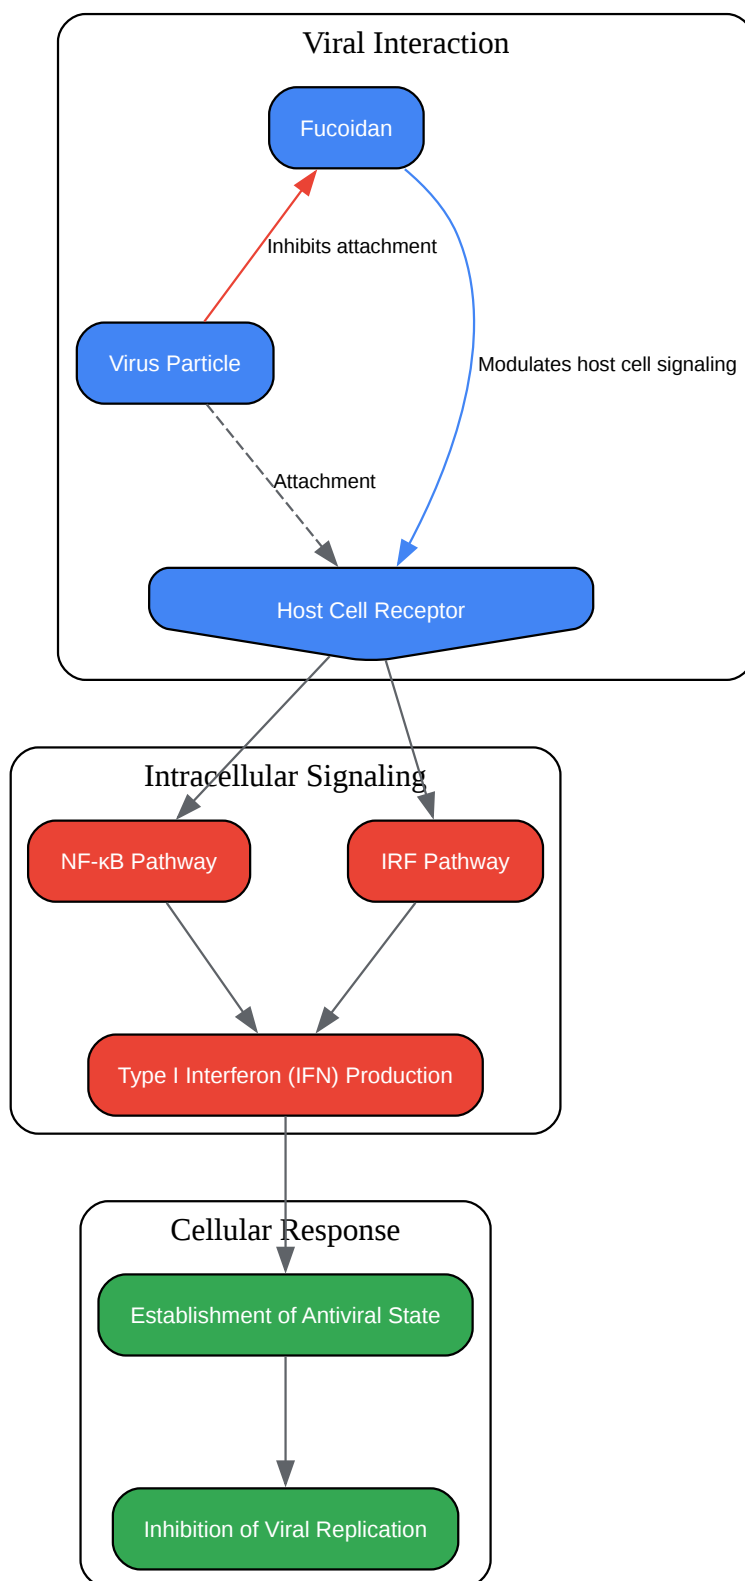 Viral Interaction
Fucoidan
Inhibits attachment
Virus Particle
Modulates host cell signaling
Attachment
Host Cell Receptor
Intracellular Signaling
NF-κB Pathway
IRF Pathway
Type I Interferon (IFN) Production
Cellular Response
Establishment of Antiviral State
Inhibition of Viral Replication